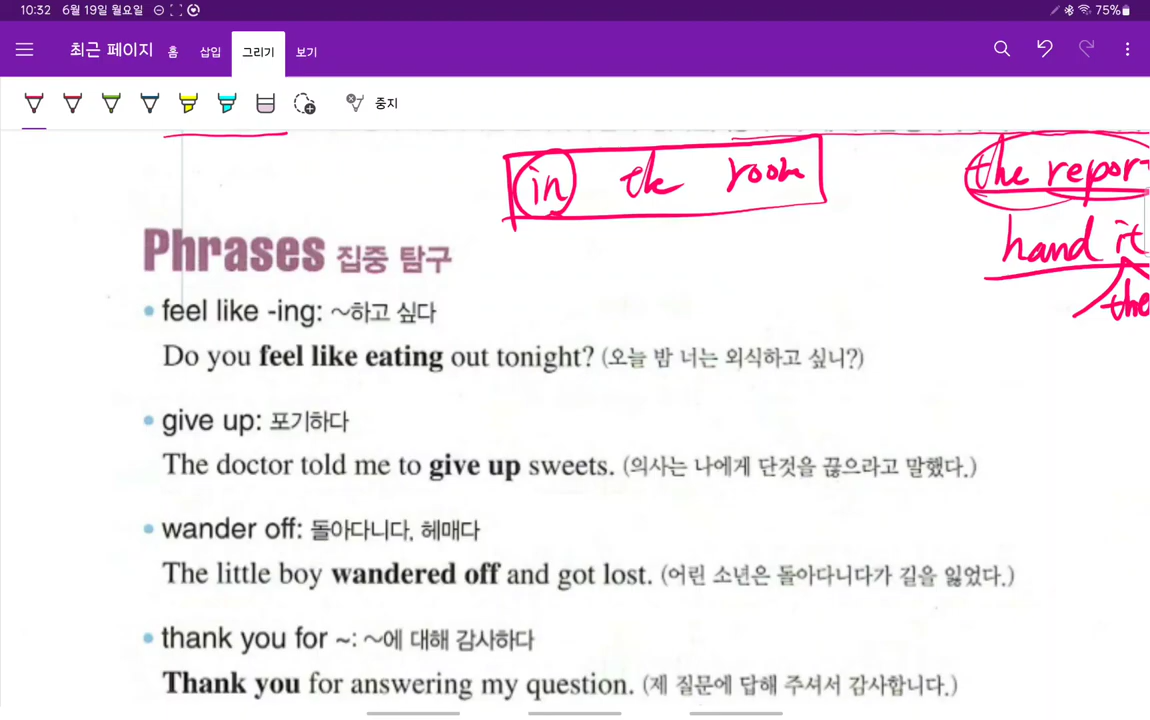 10:32 6월 19일 월요일 75%
최근 페이지 홈 삽입 그리기 보기
중지
in the room
the repor
hand it
the
Phrases 집중 탐구
• feel like -ing: ~하고 싶다
Do you feel like eating out tonight? (오늘 밤 너는 외식하고 싶니?)
• give up: 포기하다
The doctor told me to give up sweets. (의사는 나에게 단것을 끊으라고 말했다.)
• wander off: 돌아다니다, 헤매다
The little boy wandered off and got lost. (어린 소년은 돌아다니다가 길을 잃었다.)
• thank you for ~: ~에 대해 감사하다
Thank you for answering my question. (제 질문에 답해 주셔서 감사합니다.)